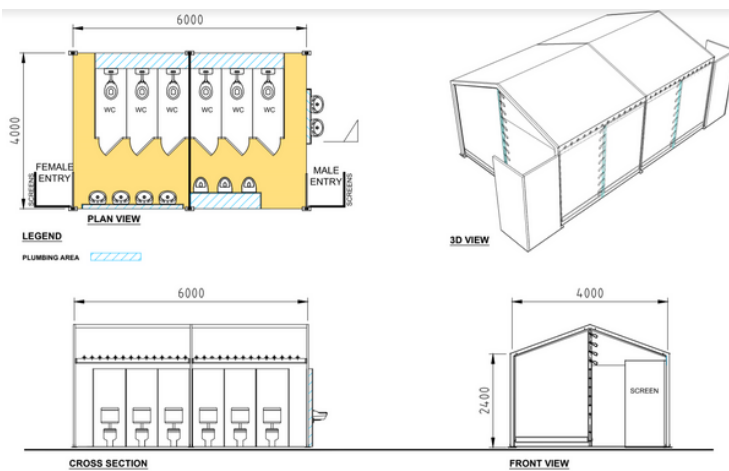 6000
4000
WC
WC
WC
WC
WC
WC
FEMALE
ENTRY
SCREENS
MALE
ENTRY
SCREENS
PLAN VIEW
LEGEND
PLUMBING AREA
3D VIEW
6000
CROSS SECTION
4000
2400
SCREEN
FRONT VIEW